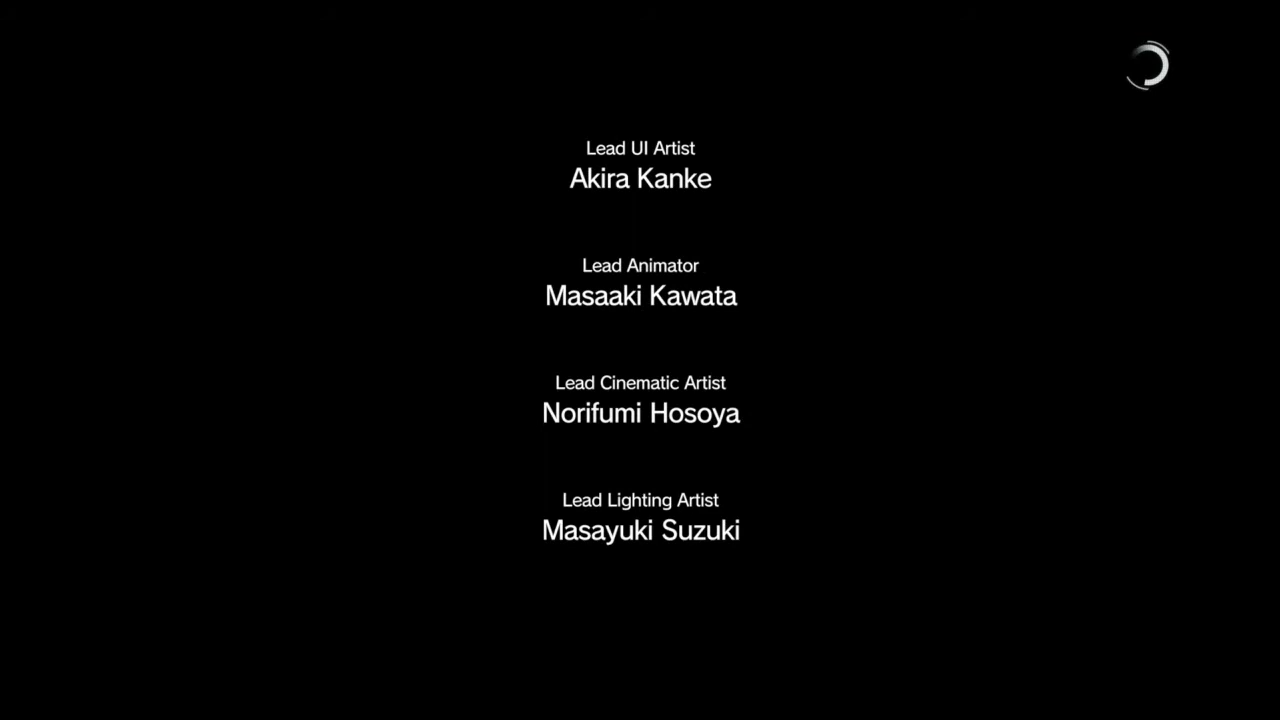 Lead UI Artist
Akira Kanke
Lead Animator
Masaaki Kawata
Lead Cinematic Artist
Norifumi Hosoya
Lead Lighting Artist
Masayuki Suzuki